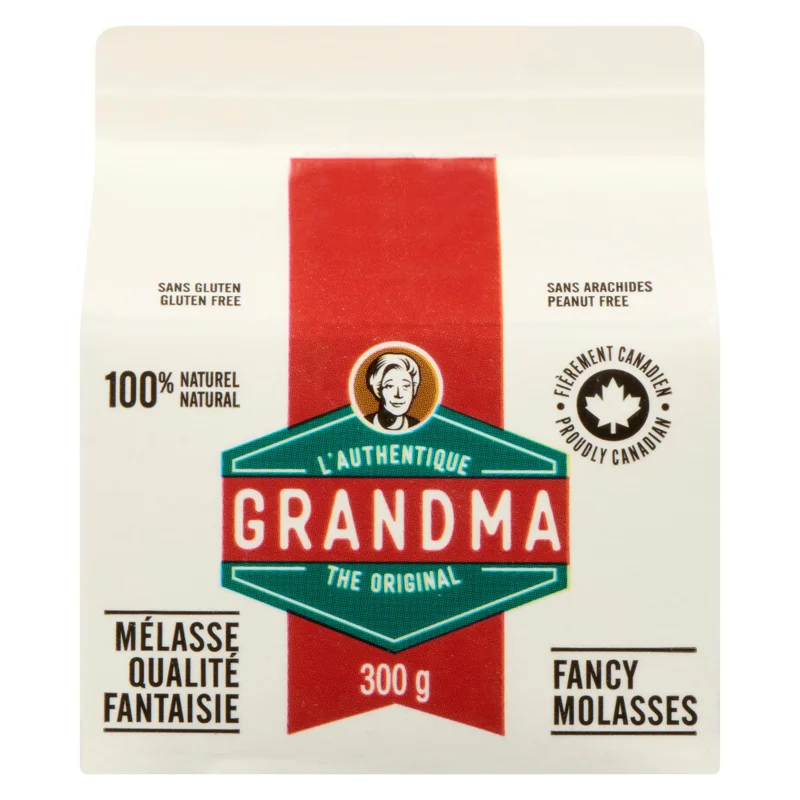 SANS GLUTEN
GLUTEN FREE
SANS ARACHIDES
PEANUT FREE
100% NATUREL
NATURAL
• FIÈREMENT CANADIEN •
PROUDLY CANADIAN
L'AUTHENTIQUE
GRANDMA
THE ORIGINAL
300 g
MÉLASSE
QUALITÉ
FANTAISIE
FANCY
MOLASSES